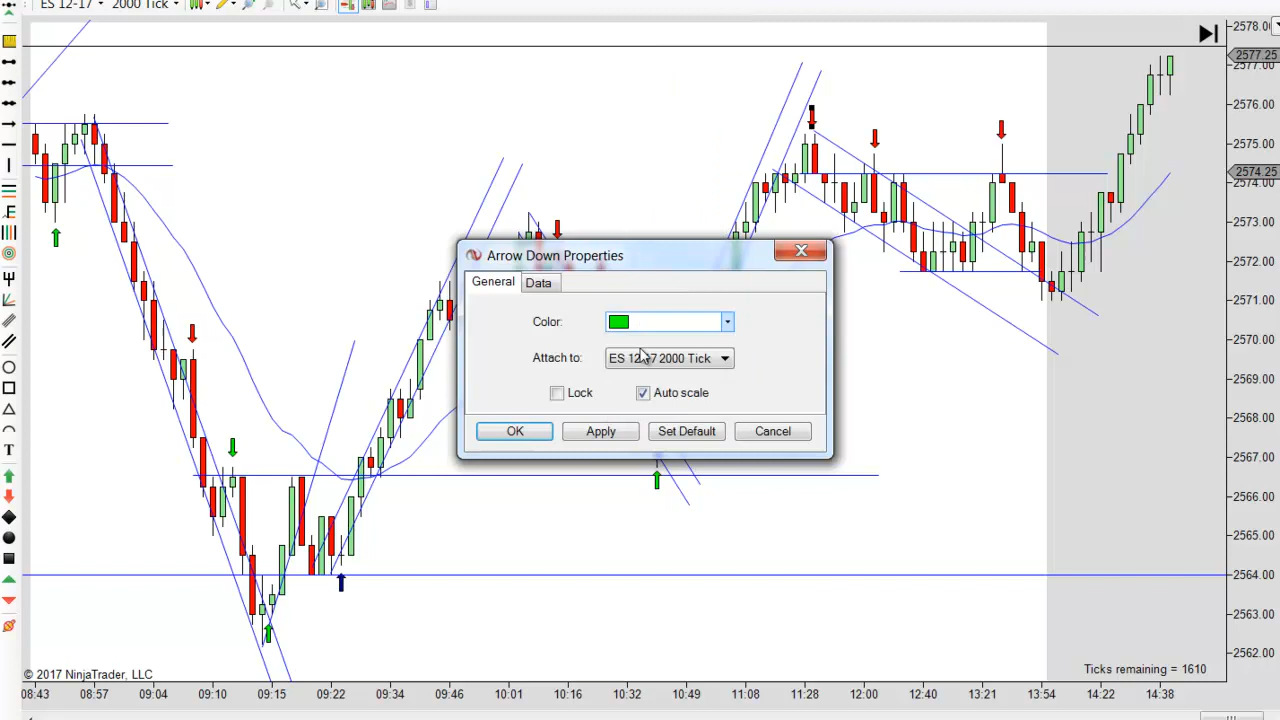 ES 12-17
2000 Tick
2578.00
2577.25
2577.00
2576.00
2575.00
2574.25
2574.00
2573.00
2572.00
2571.00
2570.00
2569.00
2568.00
2567.00
2566.00
2565.00
2564.00
2563.00
2562.00
Arrow Down Properties
General
Data
Color:
Attach to:
ES 12-17 2000 Tick
Lock
Auto scale
OK
Apply
Set Default
Cancel
T
© 2017 NinjaTrader, LLC
Ticks remaining = 1610
08:43 08:57 09:04 09:10 09:15 09:22 09:34 09:46 10:01 10:16 10:32 10:49 11:08 11:28 12:00 12:40 13:21 13:54 14:22 14:38